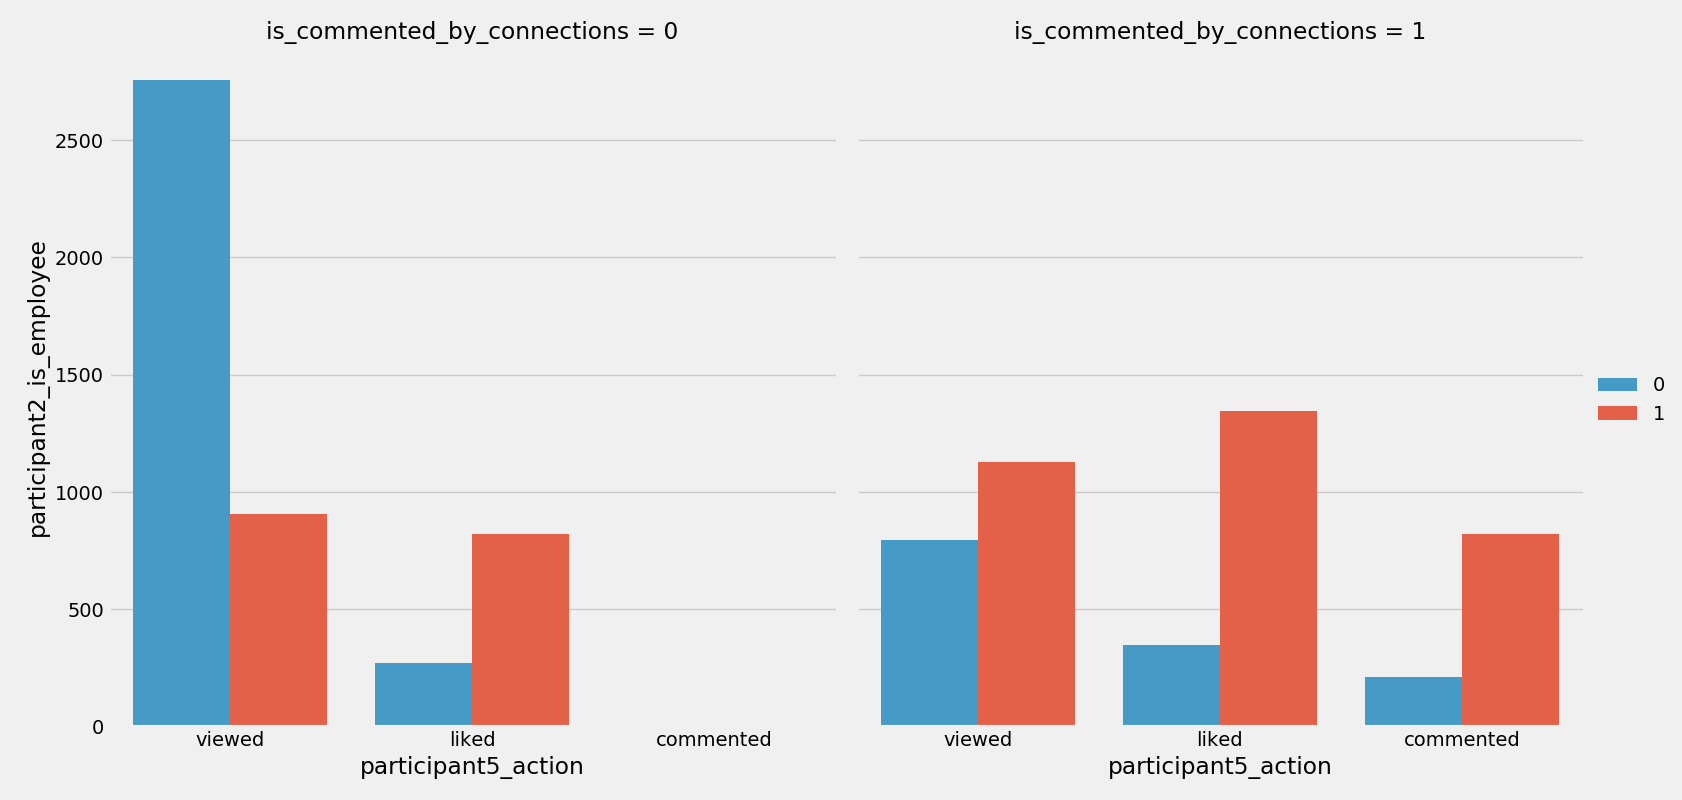 is_commented_by_connections = 0
is_commented_by_connections = 1
participant2_is_employee
2500
2000
1500
1000
500
0
viewed
liked
commented
participant5_action
viewed
liked
commented
participant5_action
0
1